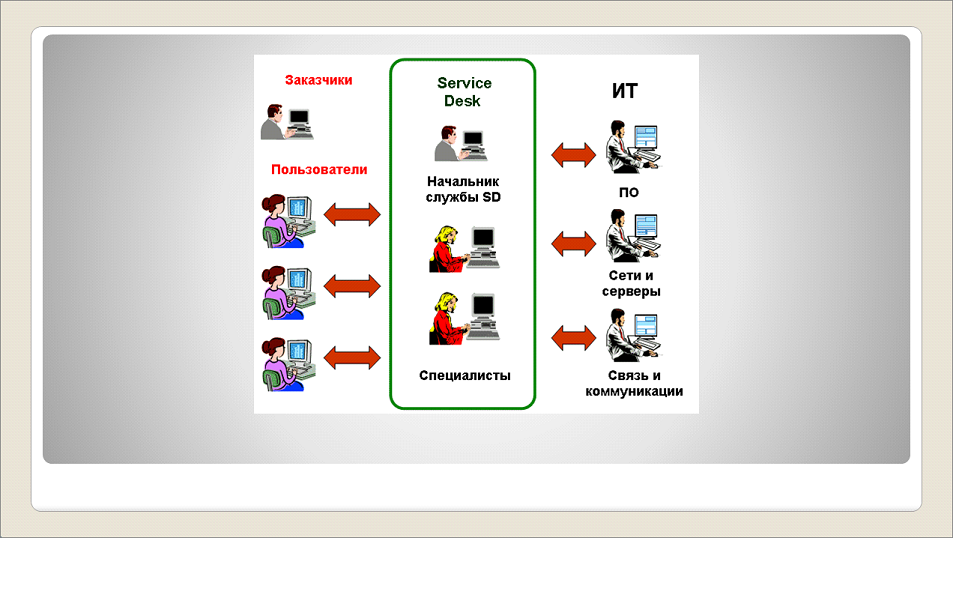 Заказчики
Пользователи
Service
Desk
Начальник
службы SD
Специалисты
ИТ
ПО
Сети и
серверы
Связь и
коммуникации